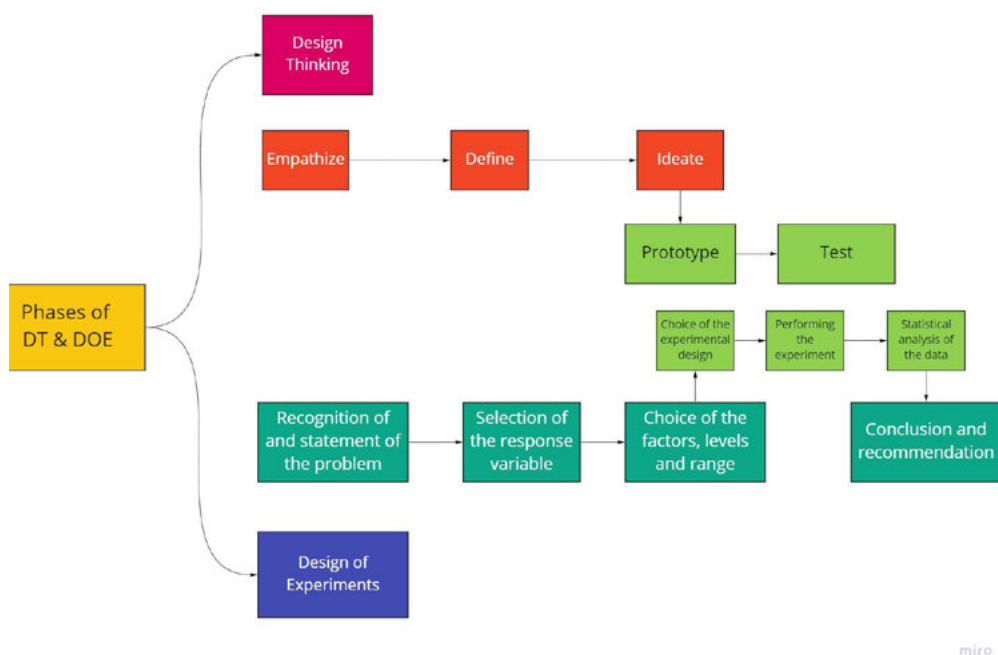 Design
Thinking
Empathize
Define
Ideate
Prototype
Test
Phases of
DT & DOE
Choice of the
experimental
design
Performing
the
experiment
Statistical
analysis of
the data
Recognition of
and statement of
the problem
Selection of
the response
variable
Choice of the
factors, levels
and range
Conclusion and
recommendation
Design of
Experiments
miro